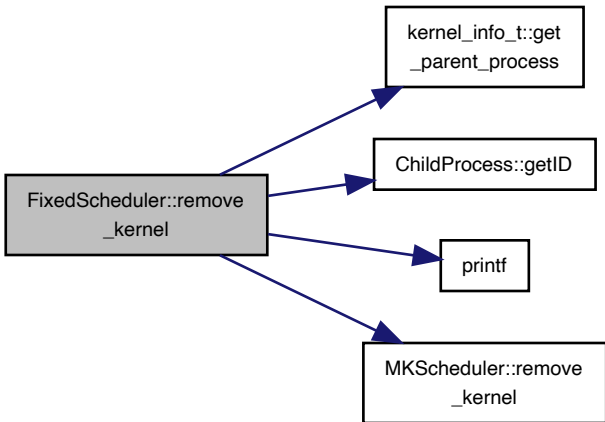 kernel_info_t::get
_parent_process
ChildProcess::getID
FixedScheduler::remove
_kernel
printf
MKScheduler::remove
_kernel